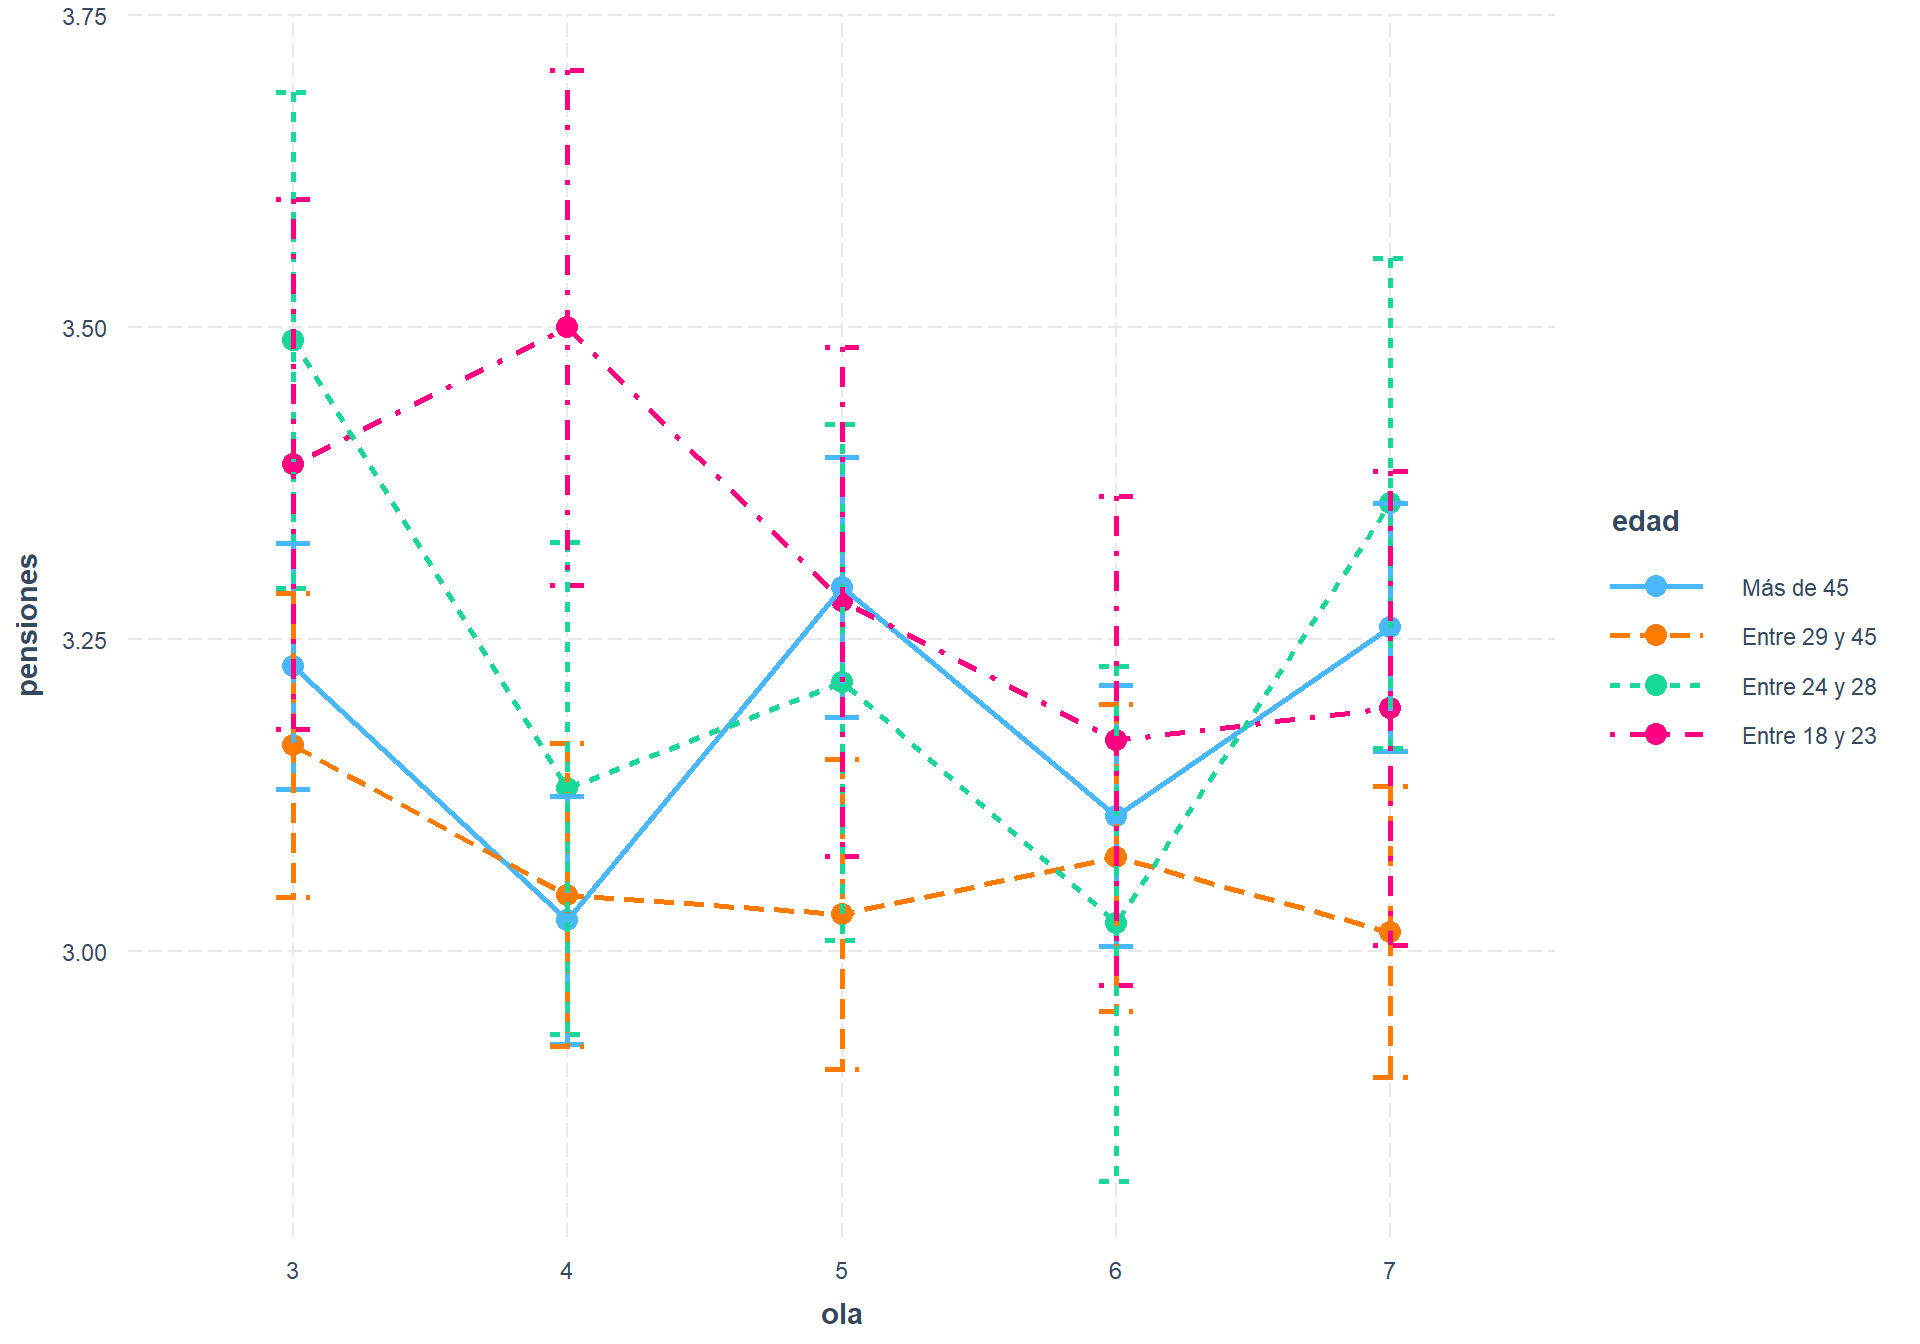 3.75
3.50
3.25
3.00
pensiones
3
4
5
6
7
ola
edad
Más de 45
Entre 29 y 45
Entre 24 y 28
Entre 18 y 23